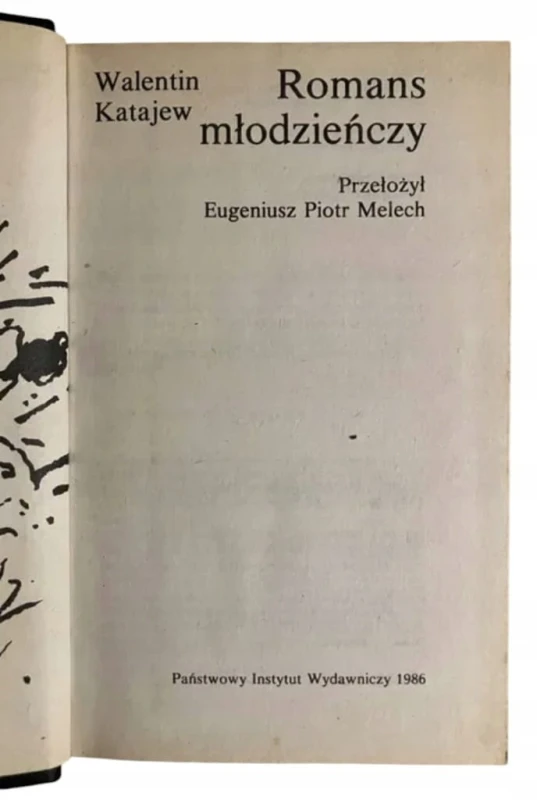 Walentin
Katajew
Romans
młodzieńczy
Przełożył
Eugeniusz Piotr Melech
Państwowy Instytut Wydawniczy 1986